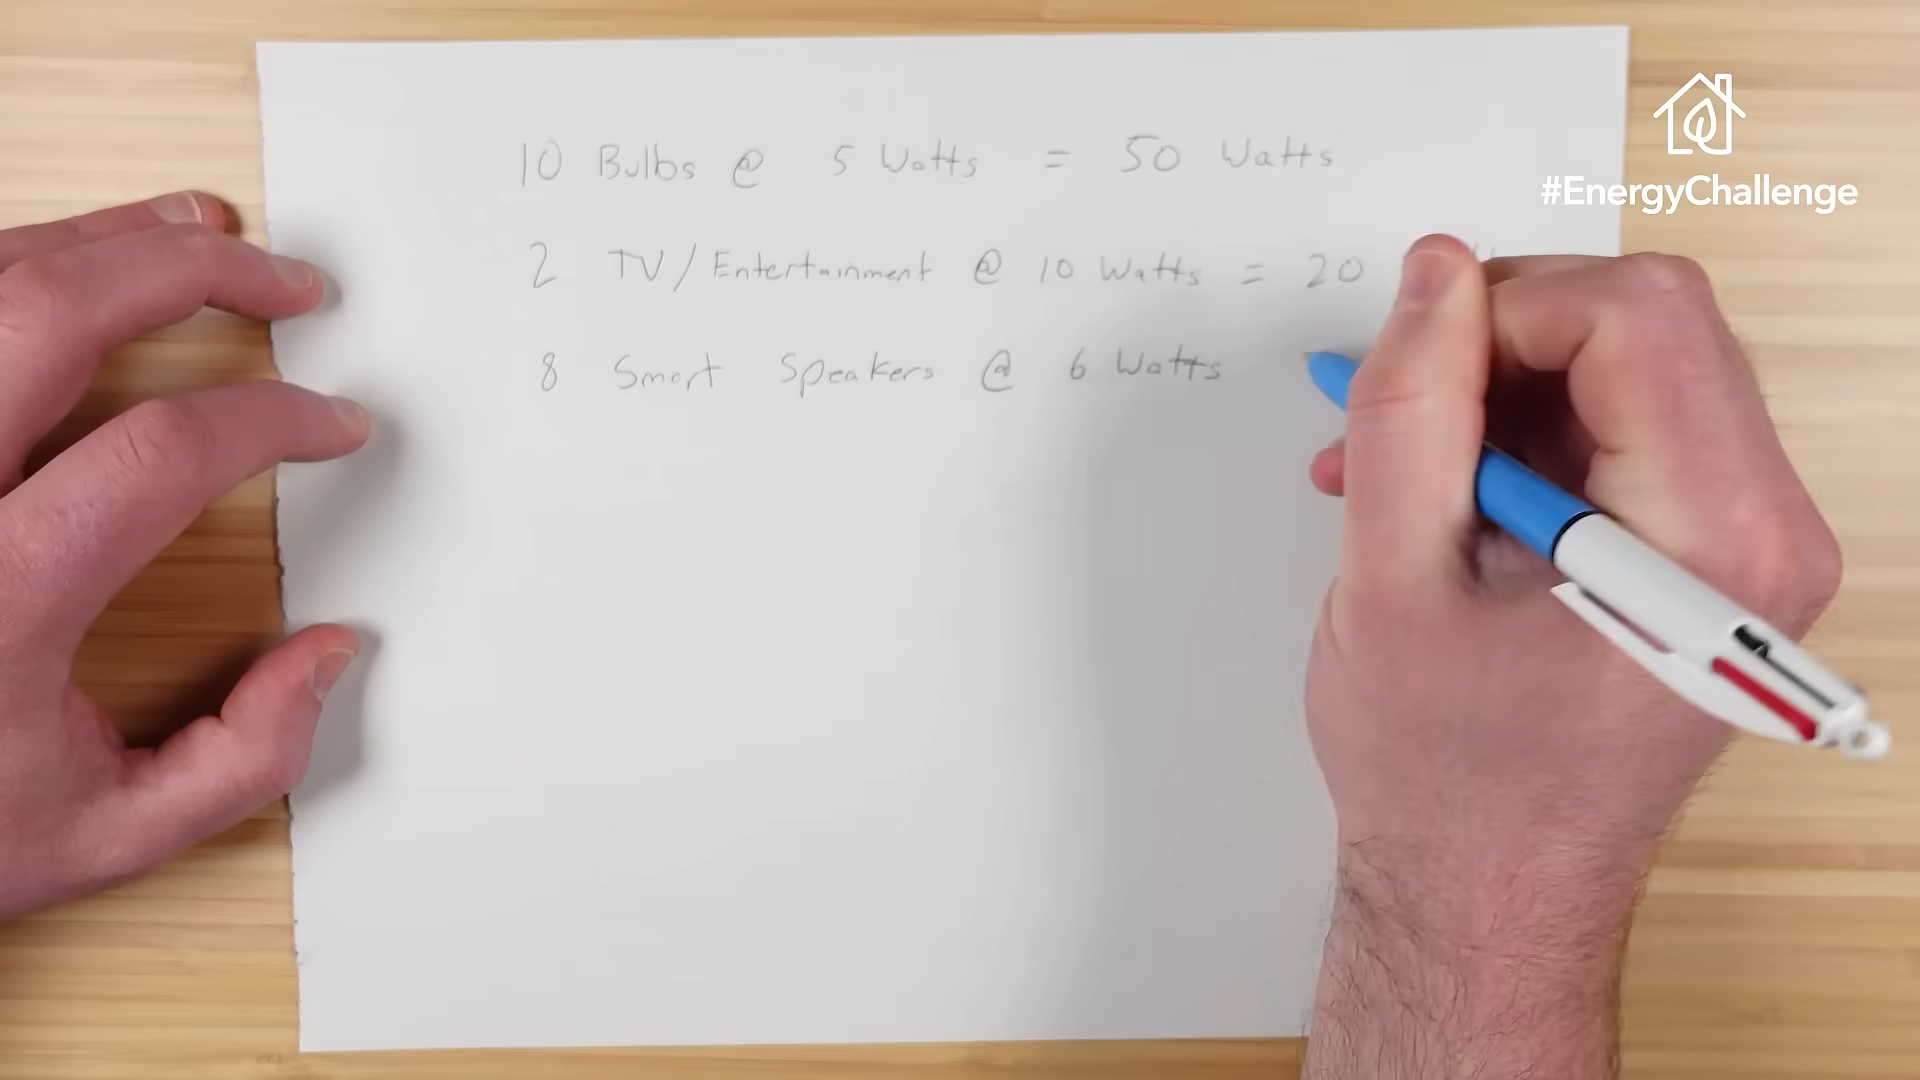 10 Bulbs @ 5 Watts = 50 Watts
#EnergyChallenge
2 TV/Entertainment @ 10 Watts = 20
8 Smart Speakers @ 6 Watts